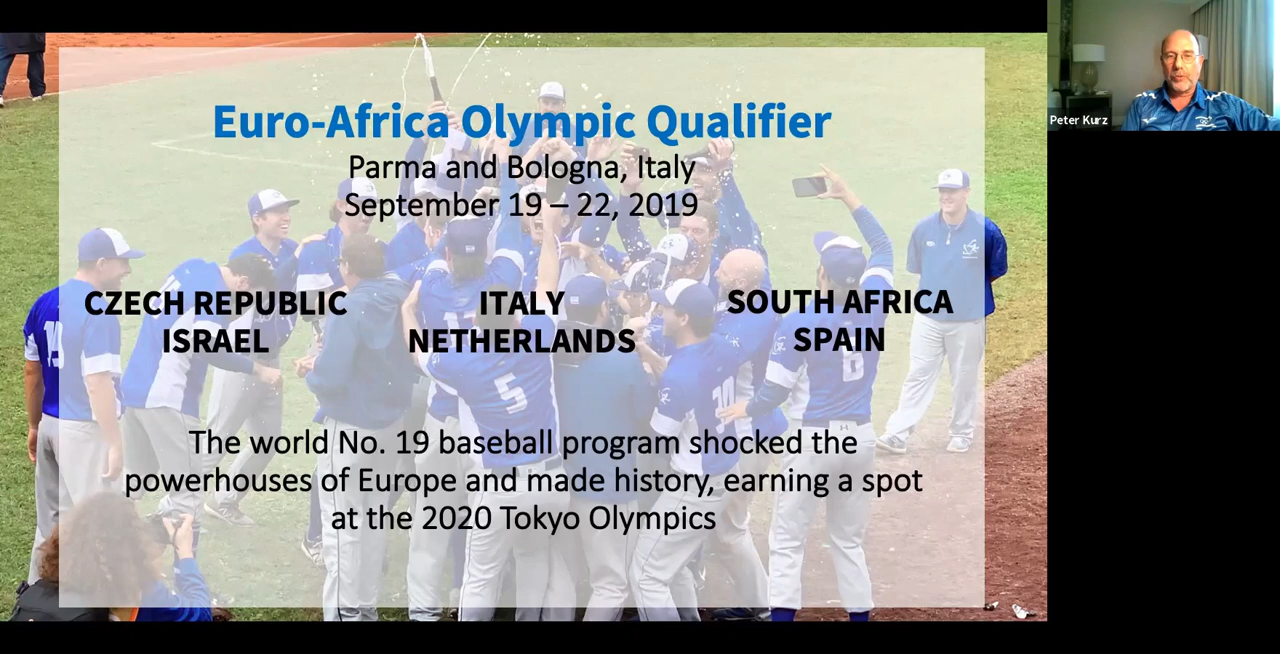 Euro-Africa Olympic Qualifier
Parma and Bologna, Italy
September 19 – 22, 2019
CZECH REPUBLIC
ISRAEL
ITALY
NETHERLANDS
SOUTH AFRICA
SPAIN
The world No. 19 baseball program shocked the
powerhouses of Europe and made history, earning a spot
at the 2020 Tokyo Olympics
Peter Kurz
5
6